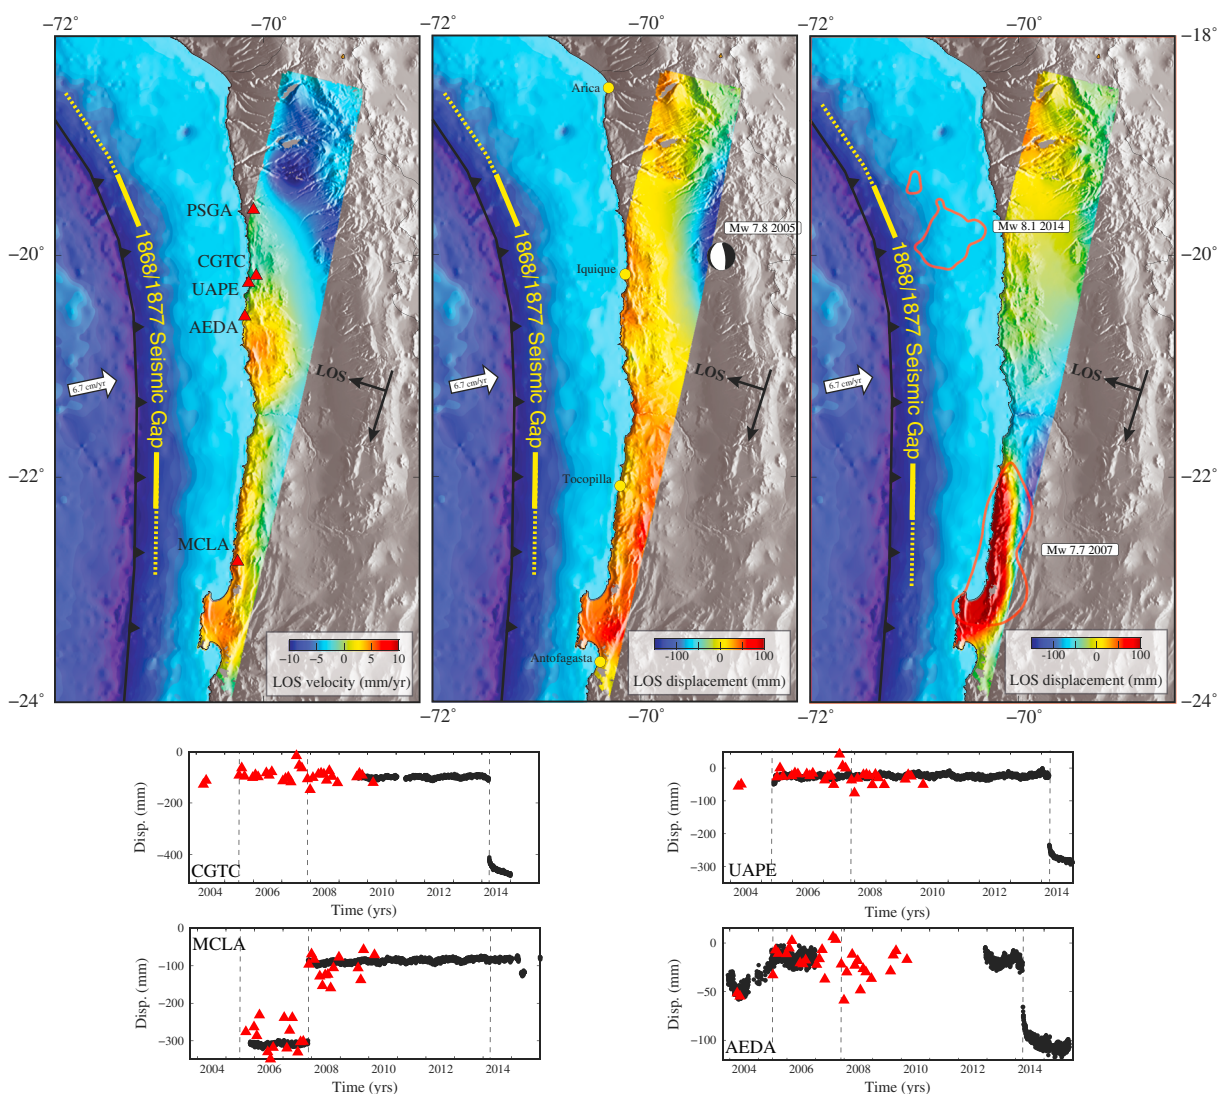 −72˚
−70˚
−72˚
−70˚
−72˚
−70˚
−18˚
−20˚
−22˚
−24˚
PSGA
CGTC
UAPE
AEDA
MCLA
1868/1877 Seismic Gap
6.7 cm/yr
LOS
−10 −5 0 5 10
LOS velocity (mm/yr)
Arica
Iquique
Tocopilla
Antofagasta
1868/1877 Seismic Gap
6.7 cm/yr
Mw 7.8 2005
LOS
−100 0 100
LOS displacement (mm)
1868/1877 Seismic Gap
6.7 cm/yr
Mw 8.1 2014
LOS
Mw 7.7 2007
−100 0 100
LOS displacement (mm)
−18˚
−20˚
−22˚
−24˚
−72˚
−70˚
−72˚
−70˚
Disp. (mm)
0
−200
−400
CGTC
2004 2006 2008 2010 2012 2014
Time (yrs)
Disp. (mm)
0
−100
−200
−300
UAPE
2004 2006 2008 2010 2012 2014
Time (yrs)
Disp. (mm)
0
−100
−200
−300
MCLA
2004 2006 2008 2010 2012 2014
Time (yrs)
Disp. (mm)
0
−50
−100
AEDA
2004 2006 2008 2010 2012 2014
Time (yrs)